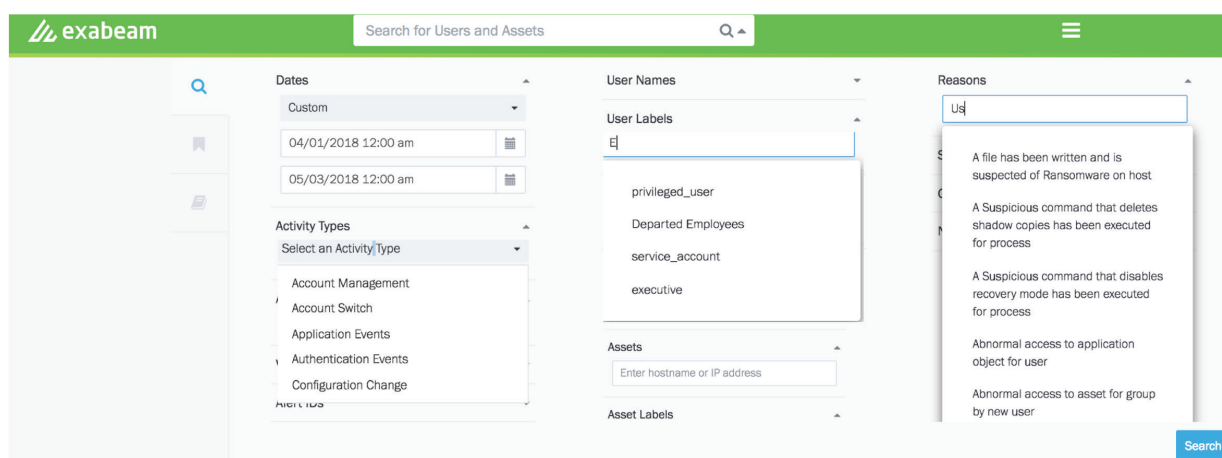 exabeam
Search for Users and Assets
Dates
Custom
04/01/2018 12:00 am
05/03/2018 12:00 am
Activity Types
Select an Activity Type
Account Management
Account Switch
Application Events
Authentication Events
Configuration Change
Alert IDs
User Names
User Labels
E
privileged_user
Departed Employees
service_account
executive
Assets
Enter hostname or IP address
Asset Labels
Reasons
Us
A file has been written and is
suspected of Ransomware on host
A Suspicious command that deletes
shadow copies has been executed
for process
A Suspicious command that disables
recovery mode has been executed
for process
Abnormal access to application
object for user
Abnormal access to asset for group
by new user
Search